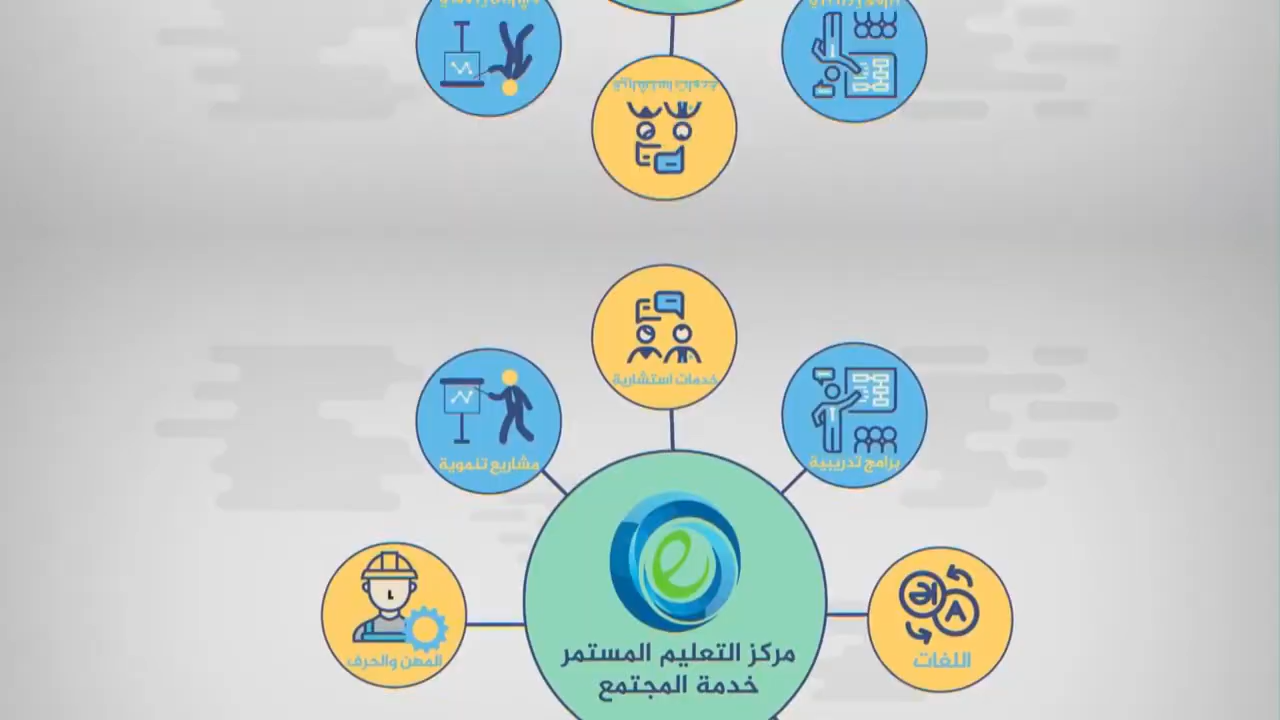 خدمات استشارية
برامج تدريبية
مشاريع تنموية
اللغات
المهن والحرف
مركز التعليم المستمر
خدمة المجتمع